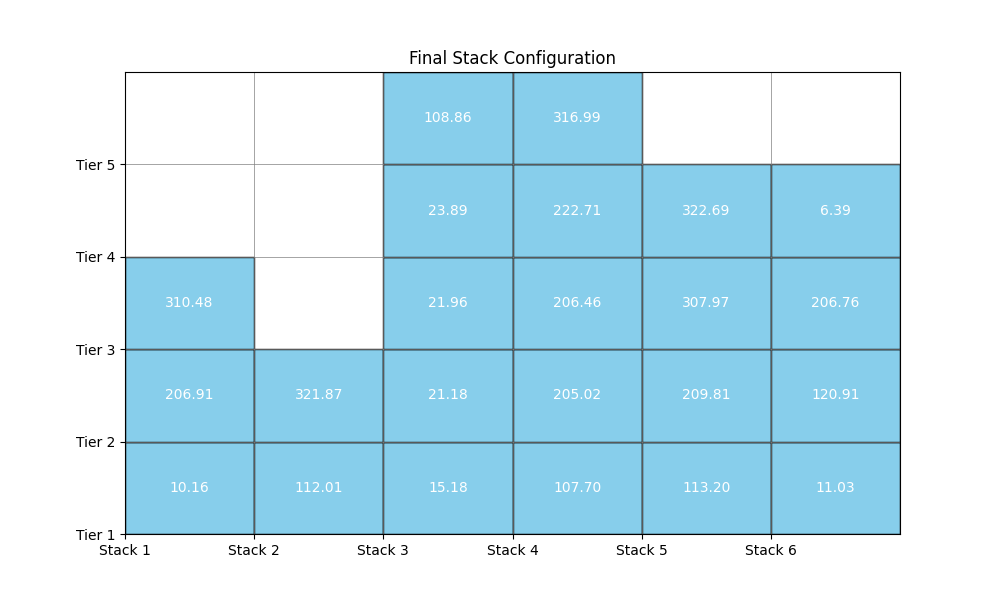 Final Stack Configuration
108.86 316.99
Tier 5
23.89 222.71 322.69 6.39
Tier 4
310.48 21.96 206.46 307.97 206.76
Tier 3
206.91 321.87 21.18 205.02 209.81 120.91
Tier 2
10.16 112.01 15.18 107.70 113.20 11.03
Tier 1
Stack 1 Stack 2 Stack 3 Stack 4 Stack 5 Stack 6